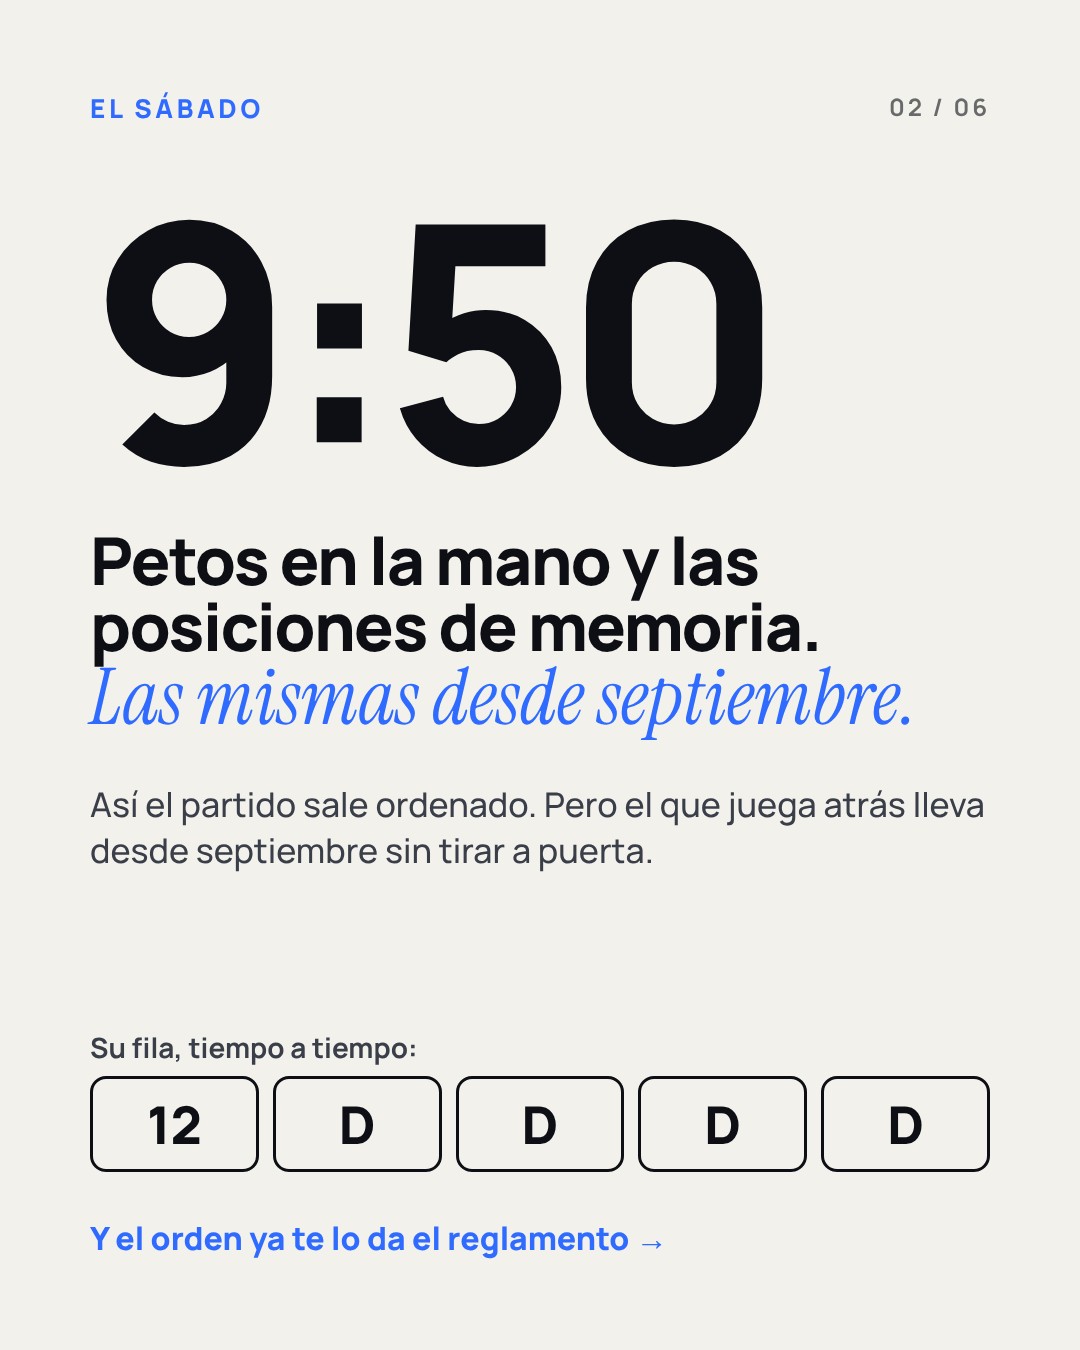 EL SÁBADO
02 / 06
9:50
Petos en la mano y las
posiciones de memoria.
Las mismas desde septiembre.
Así el partido sale ordenado. Pero el que juega atrás lleva
desde septiembre sin tirar a puerta.
Su fila, tiempo a tiempo:
12 D D D D
Y el orden ya te lo da el reglamento →